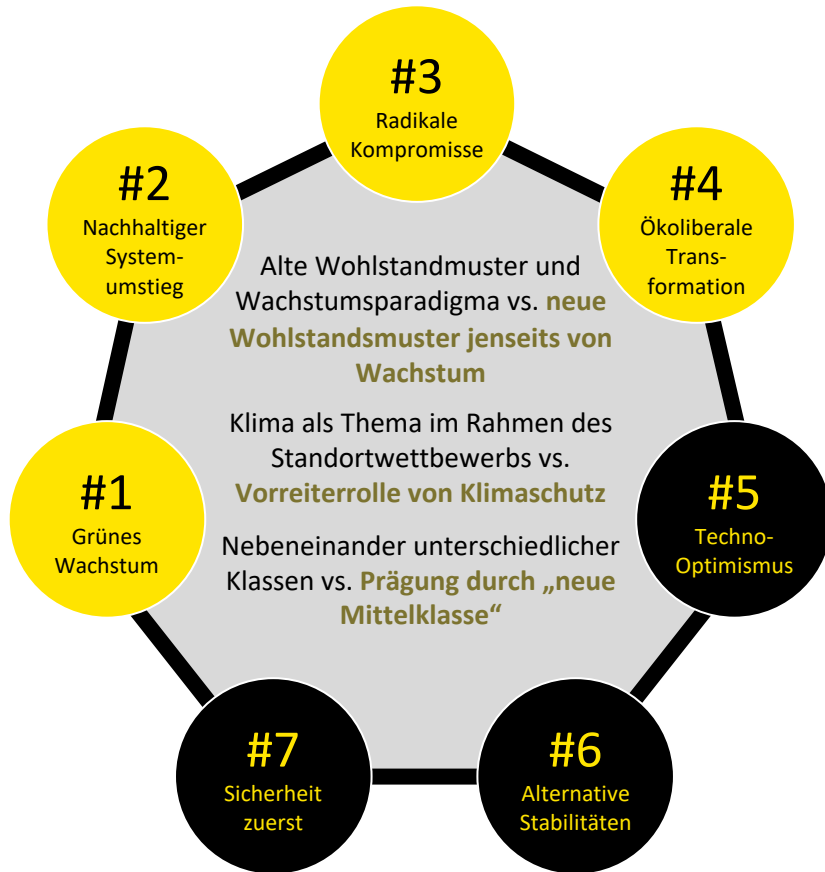 #3
Radikale
Kompromisse
#2
Nachhaltiger
System-
umstieg
#4
Ökoliberale
Trans-
formation
Alte Wohlstandmuster und
Wachstumsparadigma vs. neue
Wohlstandsmuster jenseits von
Wachstum
Klima als Thema im Rahmen des
Standortwettbewerbs vs.
Vorreiterrolle von Klimaschutz
Nebeneinander unterschiedlicher
Klassen vs. Prägung durch „neue
Mittelklasse“
#1
Grünes
Wachstum
#5
Techno-
Optimismus
#7
Sicherheit
zuerst
#6
Alternative
Stabilitäten